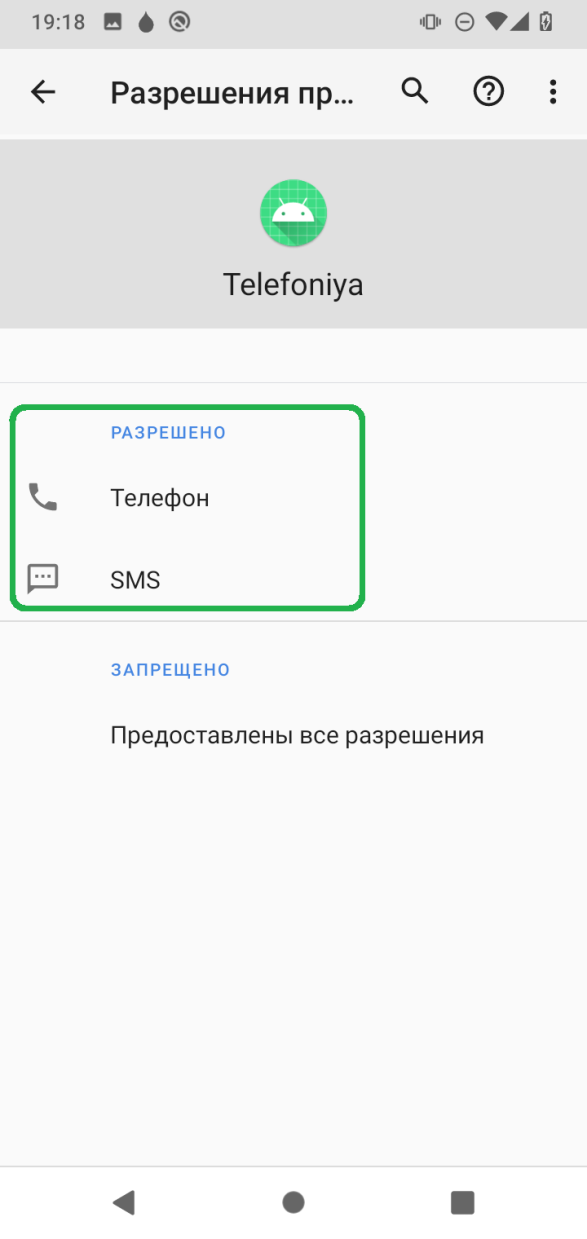 19:18
Разрешения пр...
Telefoniya
РАЗРЕШЕНО
Телефон
SMS
ЗАПРЕЩЕНО
Предоставлены все разрешения